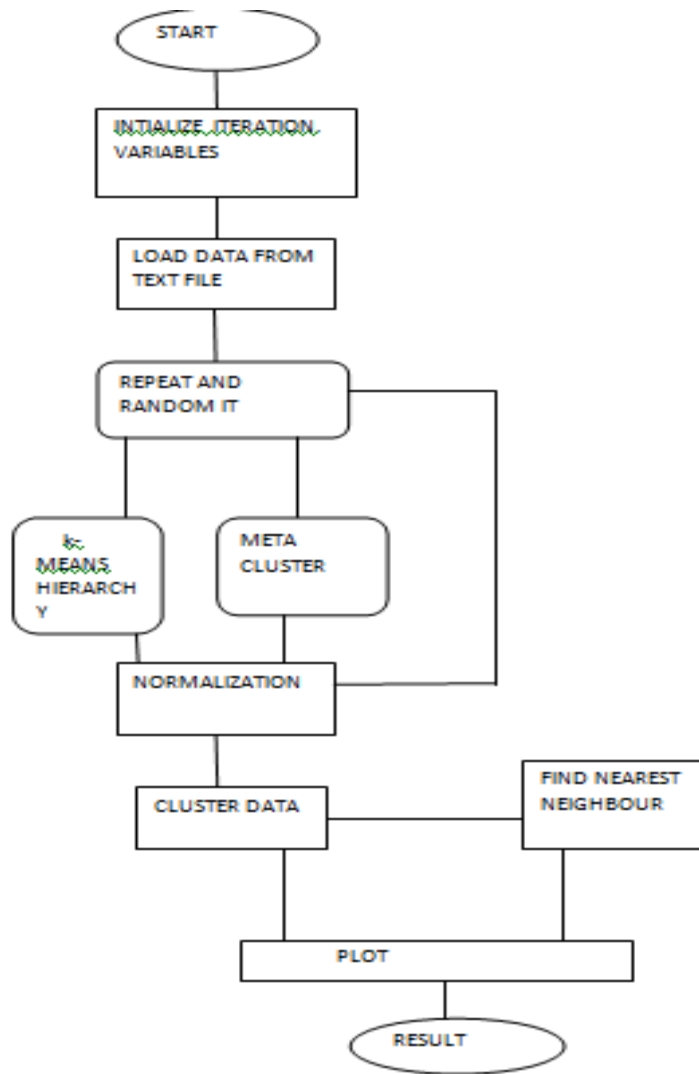 START
INTIALIZE ITERATION
VARIABLES
LOAD DATA FROM
TEXT FILE
REPEAT AND
RANDOM IT
k-
MEANS
HIERARCH
Y
META
CLUSTER
NORMALIZATION
CLUSTER DATA
FIND NEAREST
NEIGHBOUR
PLOT
RESULT